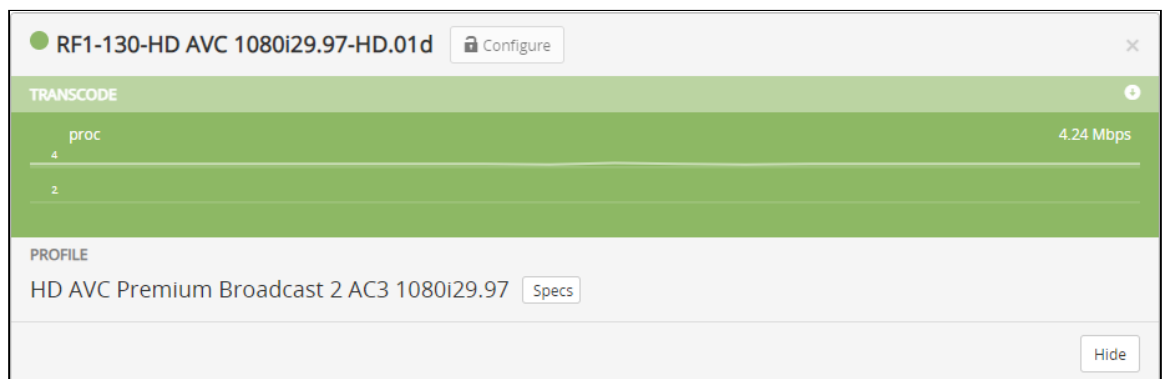 RF1-130-HD AVC 1080i29.97-HD.01d Configure ×
TRANSCODE
proc 4.24 Mbps
4
2
PROFILE
HD AVC Premium Broadcast 2 AC3 1080i29.97 Specs
Hide